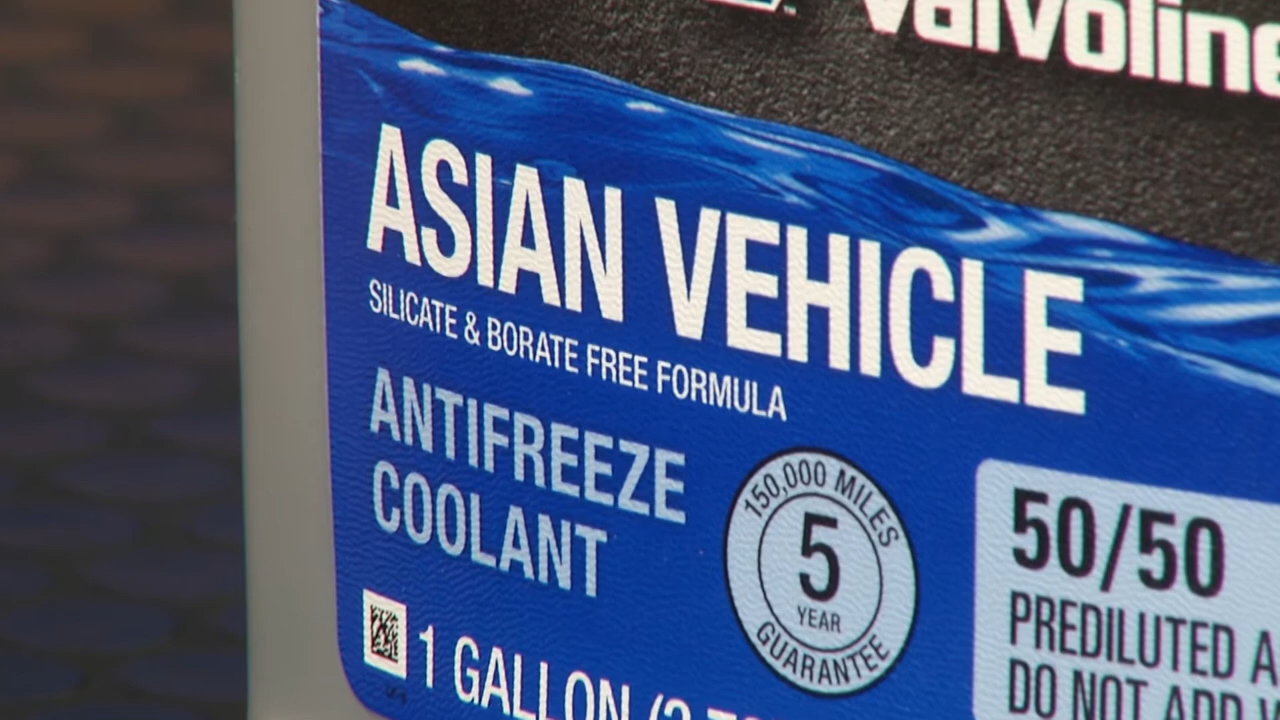 Valvoline
ASIAN VEHICLE
SILICATE & BORATE FREE FORMULA
ANTIFREEZE
COOLANT
150,000 MILES
5
YEAR
GUARANTEE
50/50
PREDILUTED
DO NOT ADD
1 GALLON